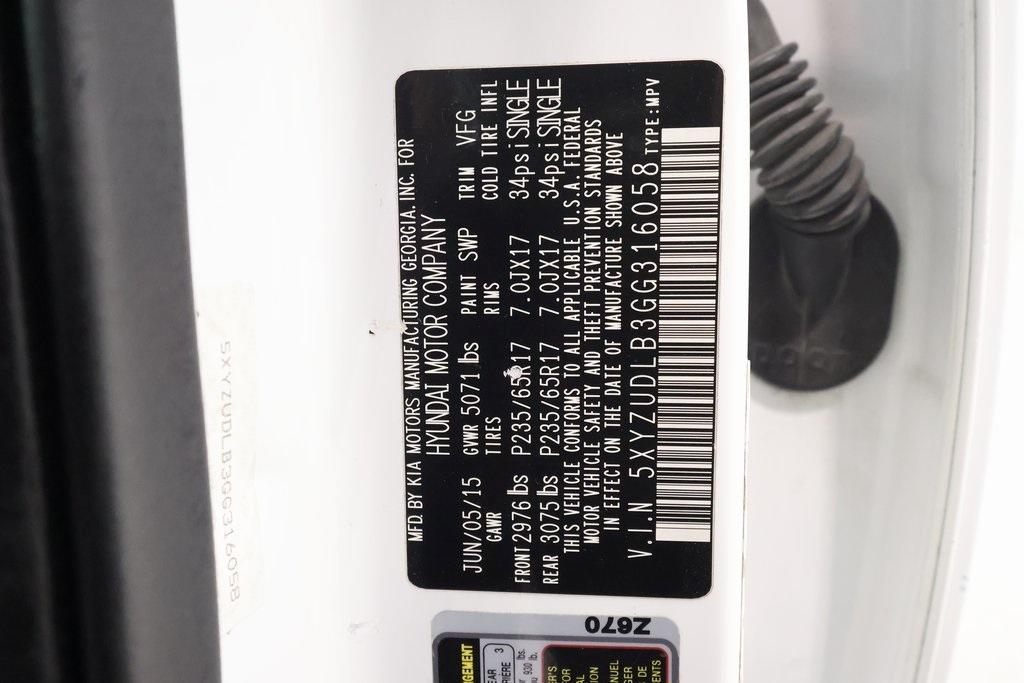 MFD. BY KIA MOTORS MANUFACTURING GEORGIA. INC. FOR
HYUNDAI MOTOR COMPANY
JUN/05/15 GVWR 5071 lbs PAINT SWP TRIM VFG
GAWR TIRES RIMS COLD TIRE INFL
FRONT 2976 lbs P235/65R17 7.0JX17 34psi SINGLE
REAR 3075 lbs P235/65R17 7.0JX17 34psi SINGLE
THIS VEHICLE CONFORMS TO ALL APPLICABLE U.S.A. FEDERAL
MOTOR VEHICLE SAFETY AND THEFT PREVENTION STANDARDS
IN EFFECT ON THE DATE OF MANUFACTURE SHOWN ABOVE
V.I.N 5XYZUDLB3GG316058 TYPE:MPV
5XYZUDLB3GG316058
Z670
3
930 lb.